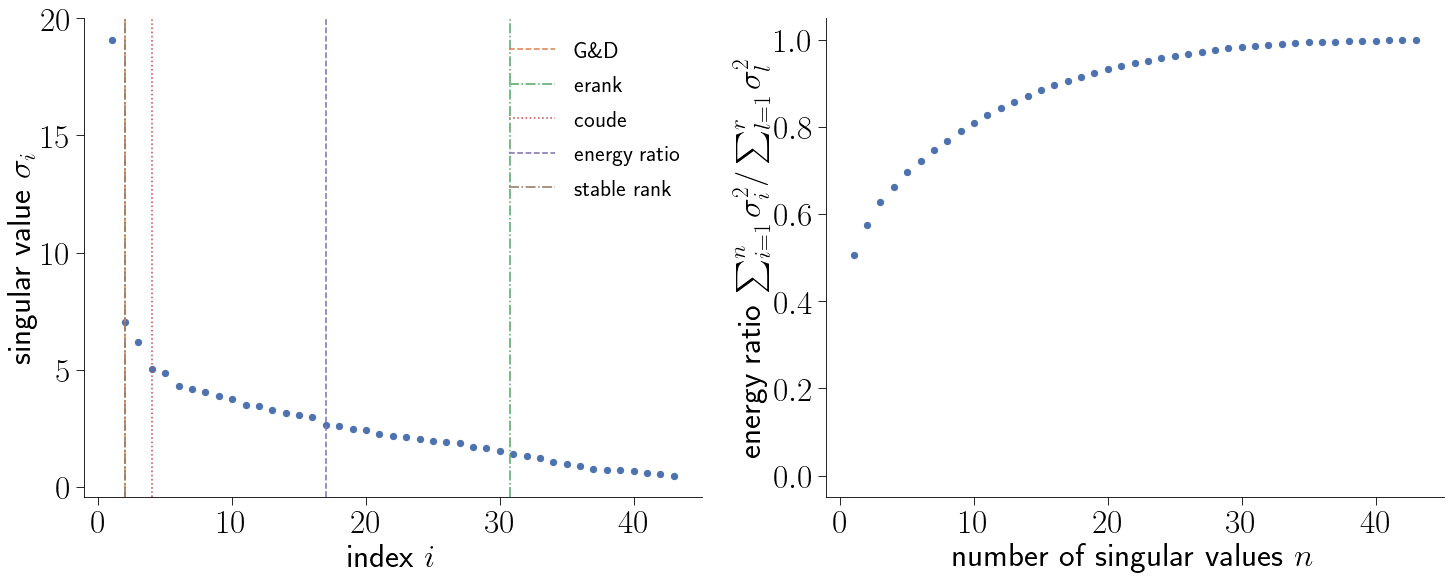 20
15
10
5
0
singular value σ_i
0 10 20 30 40
index i
G&D
erank
coude
energy ratio
stable rank
1.0
0.8
0.6
0.4
0.2
0.0
energy ratio ∑_{i=1}^{n} σ_i^2 / ∑_{l=1}^{r} σ_l^2
0 10 20 30 40
number of singular values n